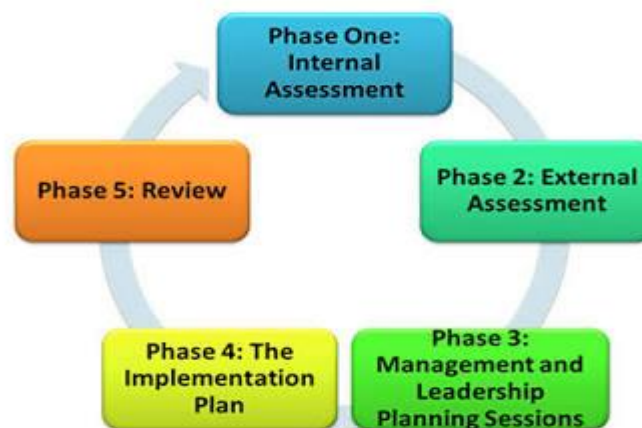 Phase One:
Internal
Assessment
Phase 2: External
Assessment
Phase 3:
Management and
Leadership
Planning Sessions
Phase 4: The
Implementation
Plan
Phase 5: Review